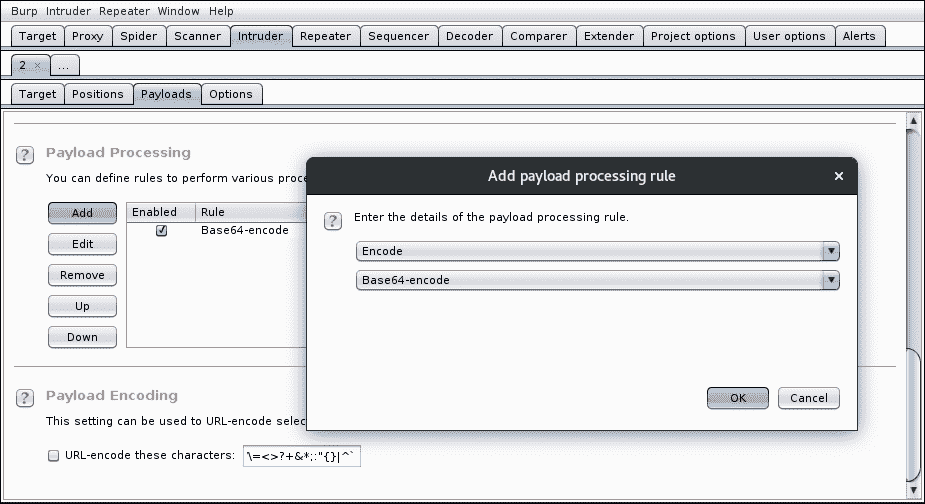 Burp Intruder Repeater Window Help
Target Proxy Spider Scanner Intruder Repeater Sequencer Decoder Comparer Extender Project options User options Alerts
2 × ...
Target Positions Payloads Options
? Payload Processing
You can define rules to perform various proce
Add
Edit
Remove
Up
Down
Enabled Rule
Base64-encode
Add payload processing rule ×
? Enter the details of the payload processing rule.
Encode
Base64-encode
OK Cancel
? Payload Encoding
This setting can be used to URL-encode selec
URL-encode these characters: \=<>?+&*;:"{}|^`